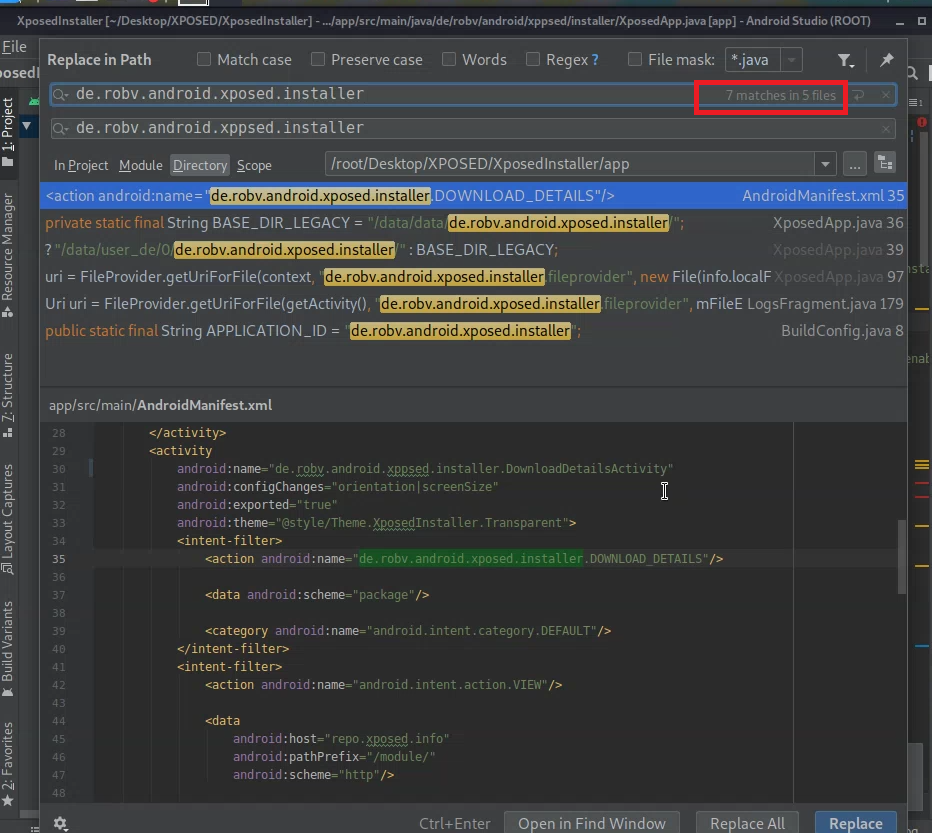 XposedInstaller [~/Desktop/XPOSED/XposedInstaller] - .../app/src/main/java/de/robv/android/xppsed/installer/XposedApp.java [app] - Android Studio (ROOT)
File
Replace in Path Match case Preserve case Words Regex ? File mask: *.java
de.robv.android.xposed.installer 7 matches in 5 files
de.robv.android.xppsed.installer
In Project Module Directory Scope /root/Desktop/XPOSED/XposedInstaller/app ...
<action android:name="de.robv.android.xposed.installer.DOWNLOAD_DETAILS"/> AndroidManifest.xml 35
private static final String BASE_DIR_LEGACY = "/data/data/de.robv.android.xposed.installer/"; XposedApp.java 36
? "/data/user_de/0/de.robv.android.xposed.installer/" : BASE_DIR_LEGACY; XposedApp.java 39
uri = FileProvider.getUriForFile(context, "de.robv.android.xposed.installer.fileprovider", new File(info.localF XposedApp.java 97
Uri uri = FileProvider.getUriForFile(getActivity(), "de.robv.android.xposed.installer.fileprovider", mFileE LogsFragment.java 179
public static final String APPLICATION_ID = "de.robv.android.xposed.installer"; BuildConfig.java 8
app/src/main/AndroidManifest.xml
28 </activity>
29 <activity
30 android:name="de.robv.android.xppsed.installer.DownloadDetailsActivity"
31 android:configChanges="orientation|screenSize"
32 android:exported="true"
33 android:theme="@style/Theme.XposedInstaller.Transparent">
34 <intent-filter>
35 <action android:name="de.robv.android.xposed.installer.DOWNLOAD_DETAILS"/>
36
37 <data android:scheme="package"/>
38
39 <category android:name="android.intent.category.DEFAULT"/>
40 </intent-filter>
41 <intent-filter>
42 <action android:name="android.intent.action.VIEW"/>
43
44 <data
45 android:host="repo.xposed.info"
46 android:pathPrefix="/module/"
47 android:scheme="http"/>
48
Ctrl+Enter Open in Find Window Replace All Replace
1: Project
Resource Manager
7: Structure
Layout Captures
Build Variants
2: Favorites